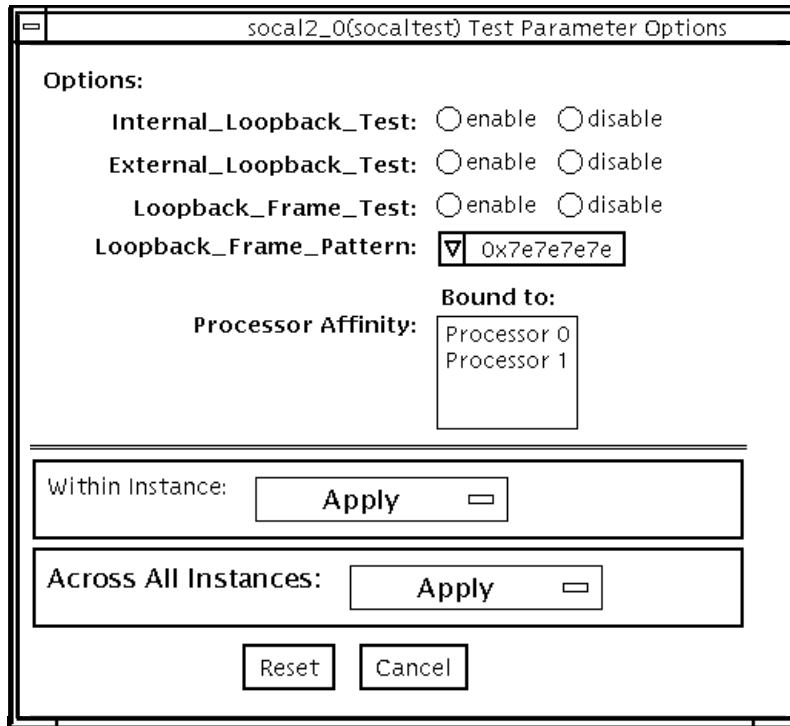 socal2_0(socaltest) Test Parameter Options
Options:
Internal_Loopback_Test: enable disable
External_Loopback_Test: enable disable
Loopback_Frame_Test: enable disable
Loopback_Frame_Pattern: 0x7e7e7e7e
Bound to:
Processor Affinity:
Processor 0
Processor 1
Within Instance: Apply
Across All Instances: Apply
Reset Cancel